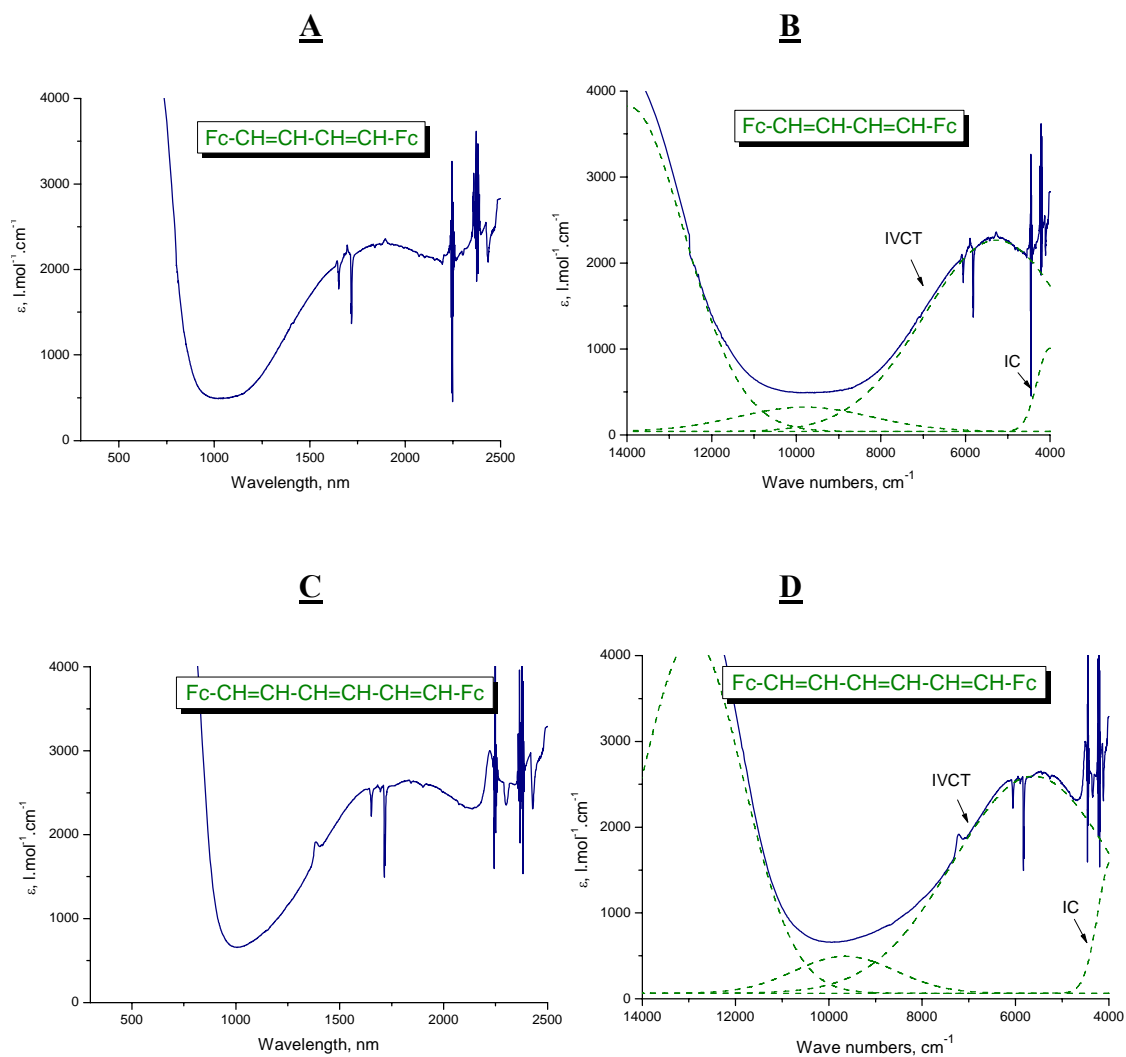 A
B
4000
3000
2000
1000
0
500
1000
1500
2000
2500
ε, l.mol⁻¹.cm⁻¹
Wavelength, nm
Fc-CH=CH-CH=CH-Fc
4000
3000
2000
1000
0
14000
12000
10000
8000
6000
4000
ε, l.mol⁻¹.cm⁻¹
Wave numbers, cm⁻¹
Fc-CH=CH-CH=CH-Fc
IVCT
IC
C
D
4000
3000
2000
1000
0
500
1000
1500
2000
2500
ε, l.mol⁻¹.cm⁻¹
Wavelength, nm
Fc-CH=CH-CH=CH-CH=CH-Fc
4000
3000
2000
1000
0
14000
12000
10000
8000
6000
4000
ε, l.mol⁻¹.cm⁻¹
Wave numbers, cm⁻¹
Fc-CH=CH-CH=CH-CH=CH-Fc
IVCT
IC